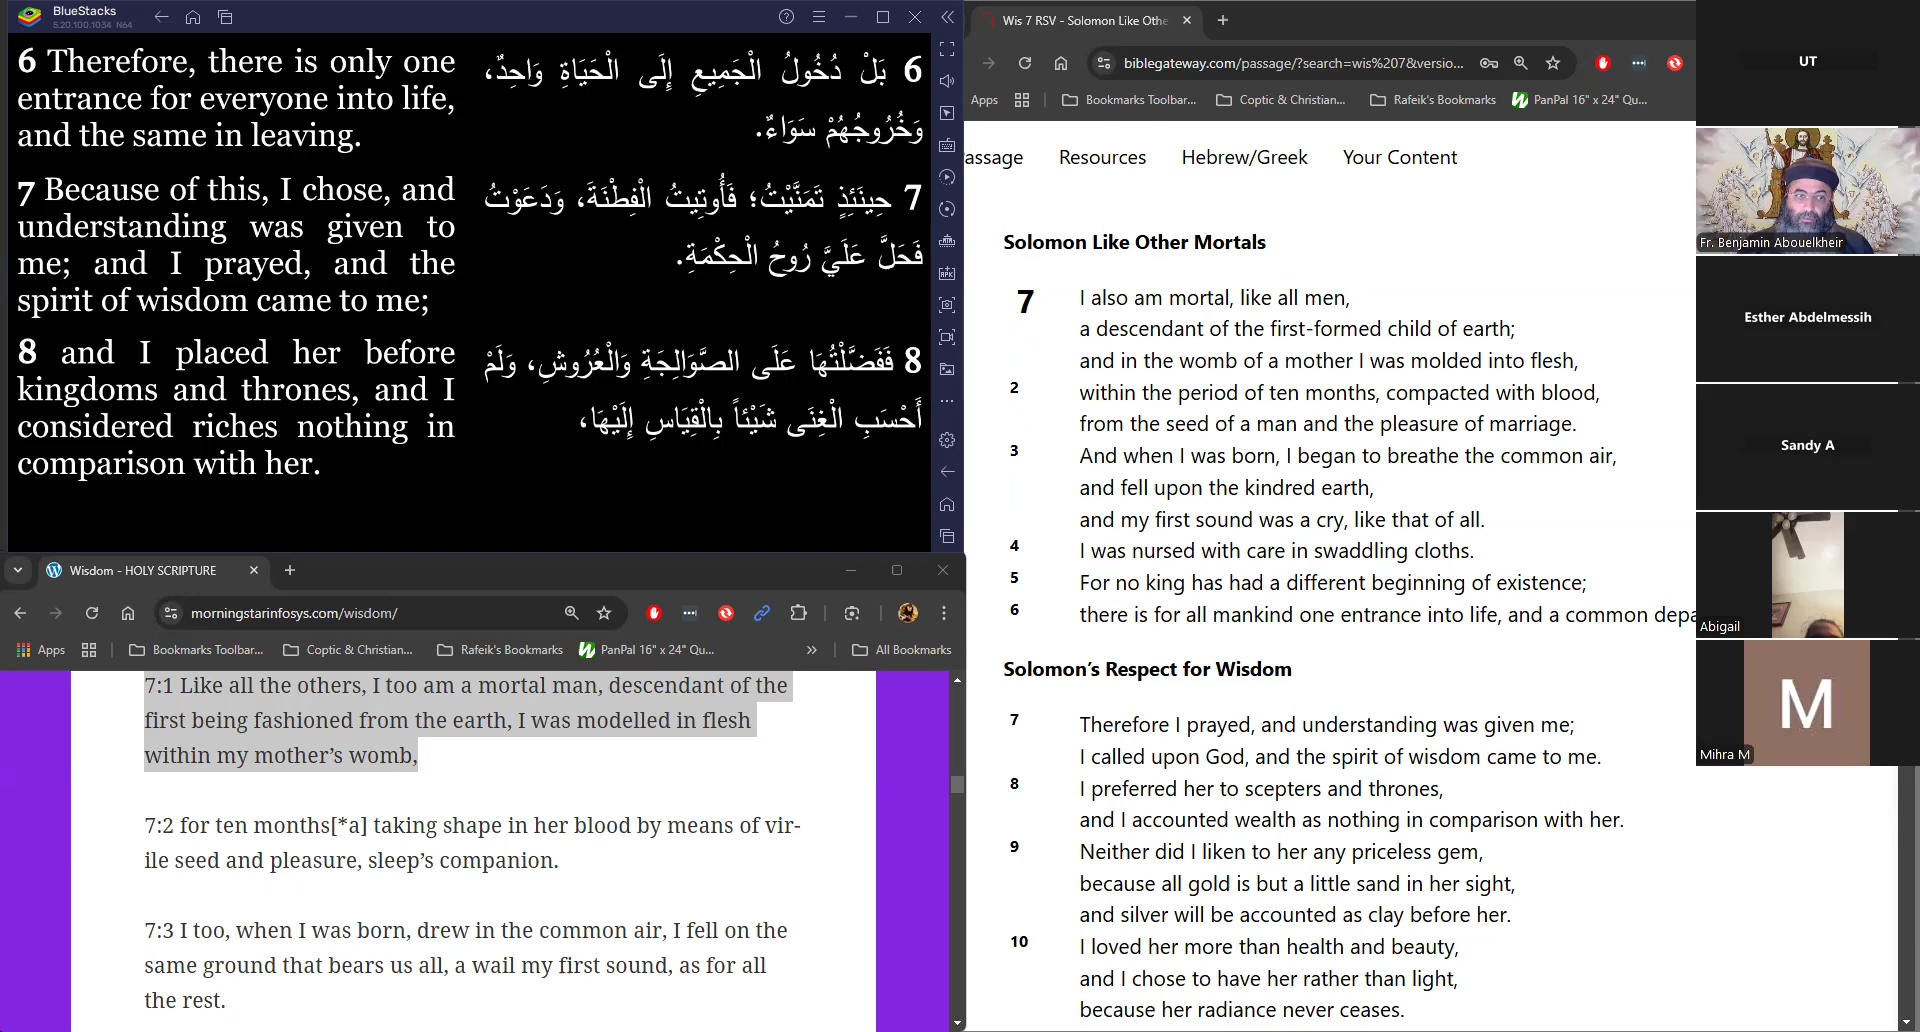 BlueStacks
5.20.100.1034 N64
6 Therefore, there is only one
entrance for everyone into life,
and the same in leaving.
7 Because of this, I chose, and
understanding was given to
me; and I prayed, and the
spirit of wisdom came to me;
8 and I placed her before
kingdoms and thrones, and I
considered riches nothing in
comparison with her.
6 بَلْ دُخُولُ الْجَمِيعِ إِلَى الْحَيَاةِ وَاحِدٌ،
وَخُرُوجُهُمْ سَوَاءٌ.
7 حِينَئِذٍ تَمَنَّيْتُ؛ فَأُوتِيتُ الْفِطْنَةَ، وَدَعَوْتُ
فَحَلَّ عَلَيَّ رُوحُ الْحِكْمَةِ.
8 فَفَضَّلْتُهَا عَلَى الصَّوَالِجَةِ وَالْعُرُوشِ، وَلَمْ
أَحْسَبِ الْغِنَى شَيْئاً بِالْقِيَاسِ إِلَيْهَا،
Wisdom - HOLY SCRIPTURE
morningstarinfosys.com/wisdom/
Apps
Bookmarks Toolbar...
Coptic & Christian...
Rafeik's Bookmarks
PanPal 16" x 24" Qu...
»
All Bookmarks
7:1 Like all the others, I too am a mortal man, descendant of the
first being fashioned from the earth, I was modelled in flesh
within my mother’s womb,
7:2 for ten months[*a] taking shape in her blood by means of vir-
ile seed and pleasure, sleep’s companion.
7:3 I too, when I was born, drew in the common air, I fell on the
same ground that bears us all, a wail my first sound, as for all
the rest.
Wis 7 RSV - Solomon Like Othe
biblegateway.com/passage/?search=wis%207&versio...
Apps
Bookmarks Toolbar...
Coptic & Christian...
Rafeik's Bookmarks
PanPal 16" x 24" Qu...
assage
Resources
Hebrew/Greek
Your Content
Solomon Like Other Mortals
7 I also am mortal, like all men,
a descendant of the first-formed child of earth;
and in the womb of a mother I was molded into flesh,
2 within the period of ten months, compacted with blood,
from the seed of a man and the pleasure of marriage.
3 And when I was born, I began to breathe the common air,
and fell upon the kindred earth,
and my first sound was a cry, like that of all.
4 I was nursed with care in swaddling cloths.
5 For no king has had a different beginning of existence;
6 there is for all mankind one entrance into life, and a common depa
Solomon’s Respect for Wisdom
7 Therefore I prayed, and understanding was given me;
I called upon God, and the spirit of wisdom came to me.
8 I preferred her to scepters and thrones,
and I accounted wealth as nothing in comparison with her.
9 Neither did I liken to her any priceless gem,
because all gold is but a little sand in her sight,
and silver will be accounted as clay before her.
10 I loved her more than health and beauty,
and I chose to have her rather than light,
because her radiance never ceases.
UT
Fr. Benjamin Abouelkheir
Esther Abdelmessih
Sandy A
Abigail
M
Mihra M